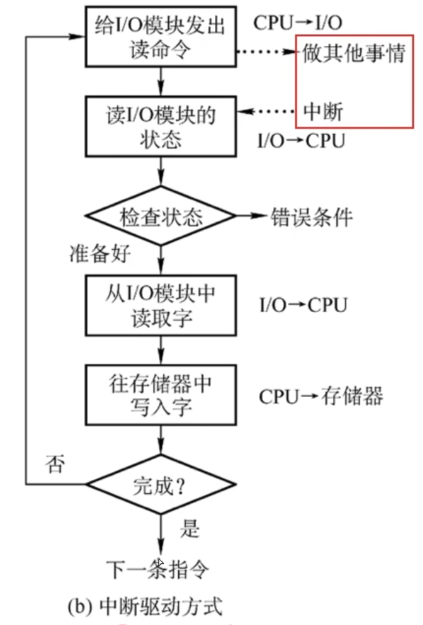 给I/O模块发出
读命令
CPU→I/O
做其他事情
读I/O模块的
状态
中断
I/O→CPU
检查状态
错误条件
准备好
从I/O模块中
读取字
I/O→CPU
往存储器中
写入字
CPU→存储器
否
完成?
是
下一条指令
(b) 中断驱动方式